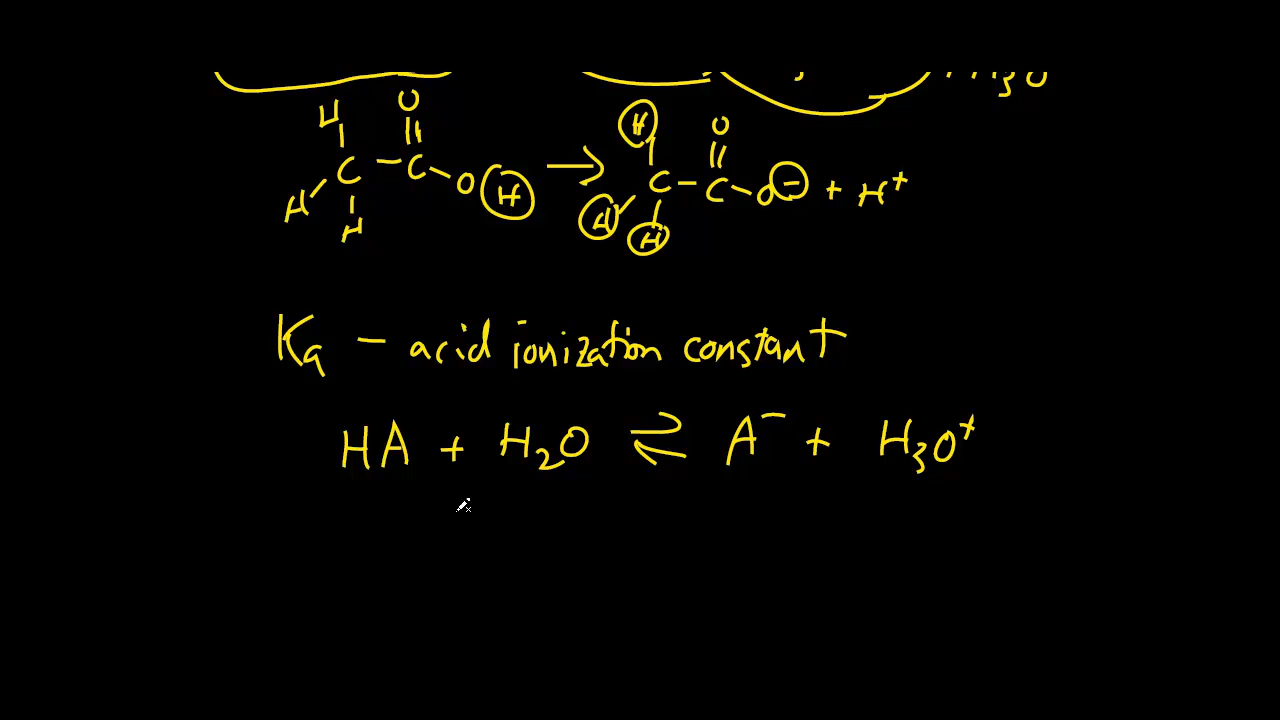 H O H O
C - C - O H → C - C - O⊖ + H⁺
H H H H
Ka - acid ionization constant
HA + H₂O ⇌ A⁻ + H₃O⁺